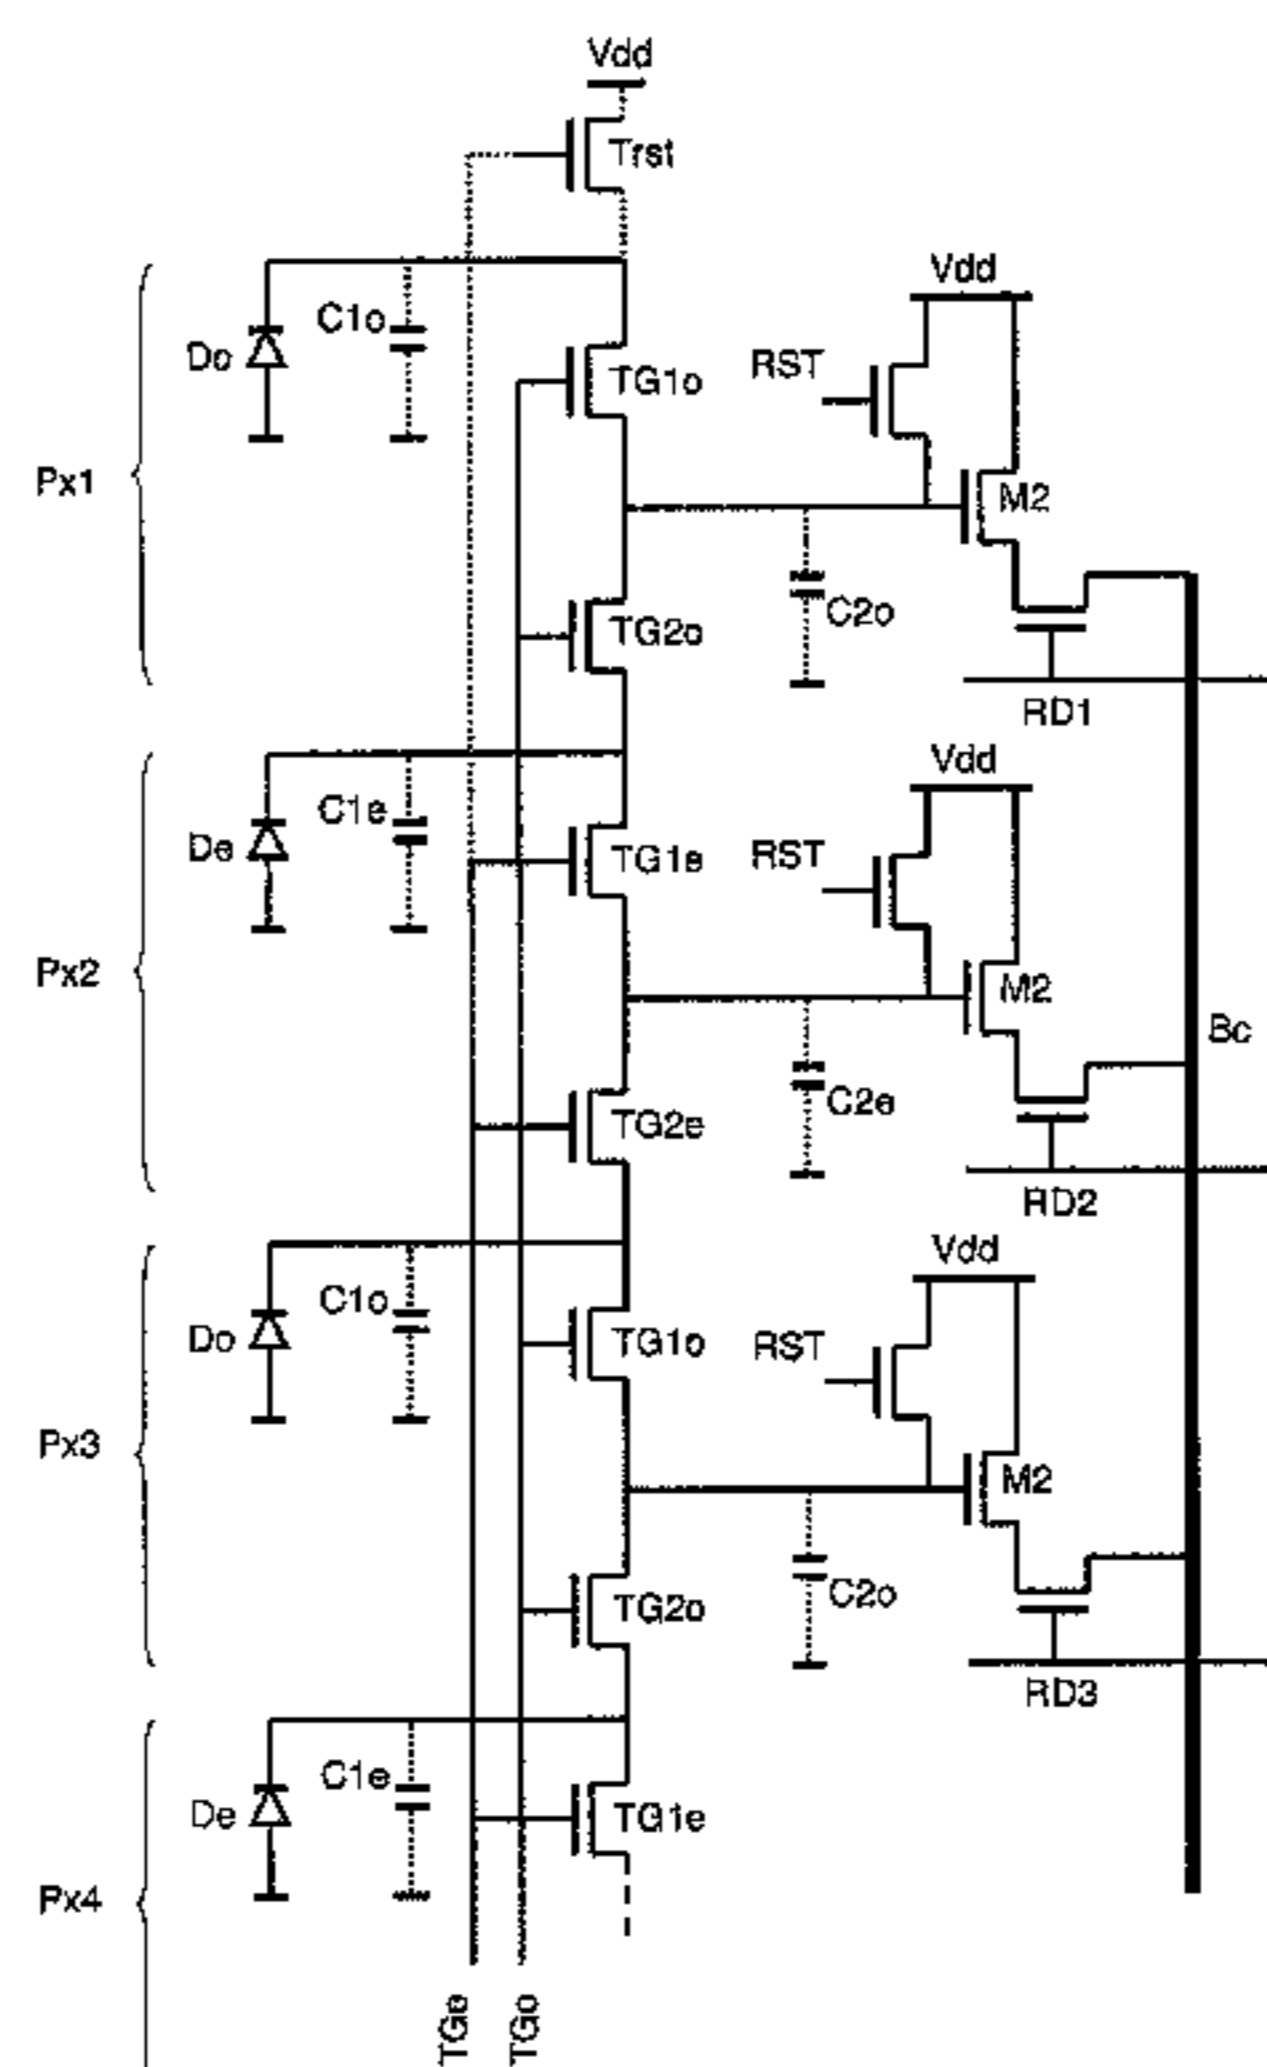 Vdd
Trst
Vdd
C1o
Do
RST
TG1o
Px1
M2
TG2o
C2o
RD1
Vdd
C1e
De
RST
TG1e
Px2
M2
Bc
TG2e
C2e
RD2
Vdd
C1o
Do
RST
TG1o
Px3
M2
TG2o
C2o
RD3
C1e
De
TG1e
Px4
TGe
TGo